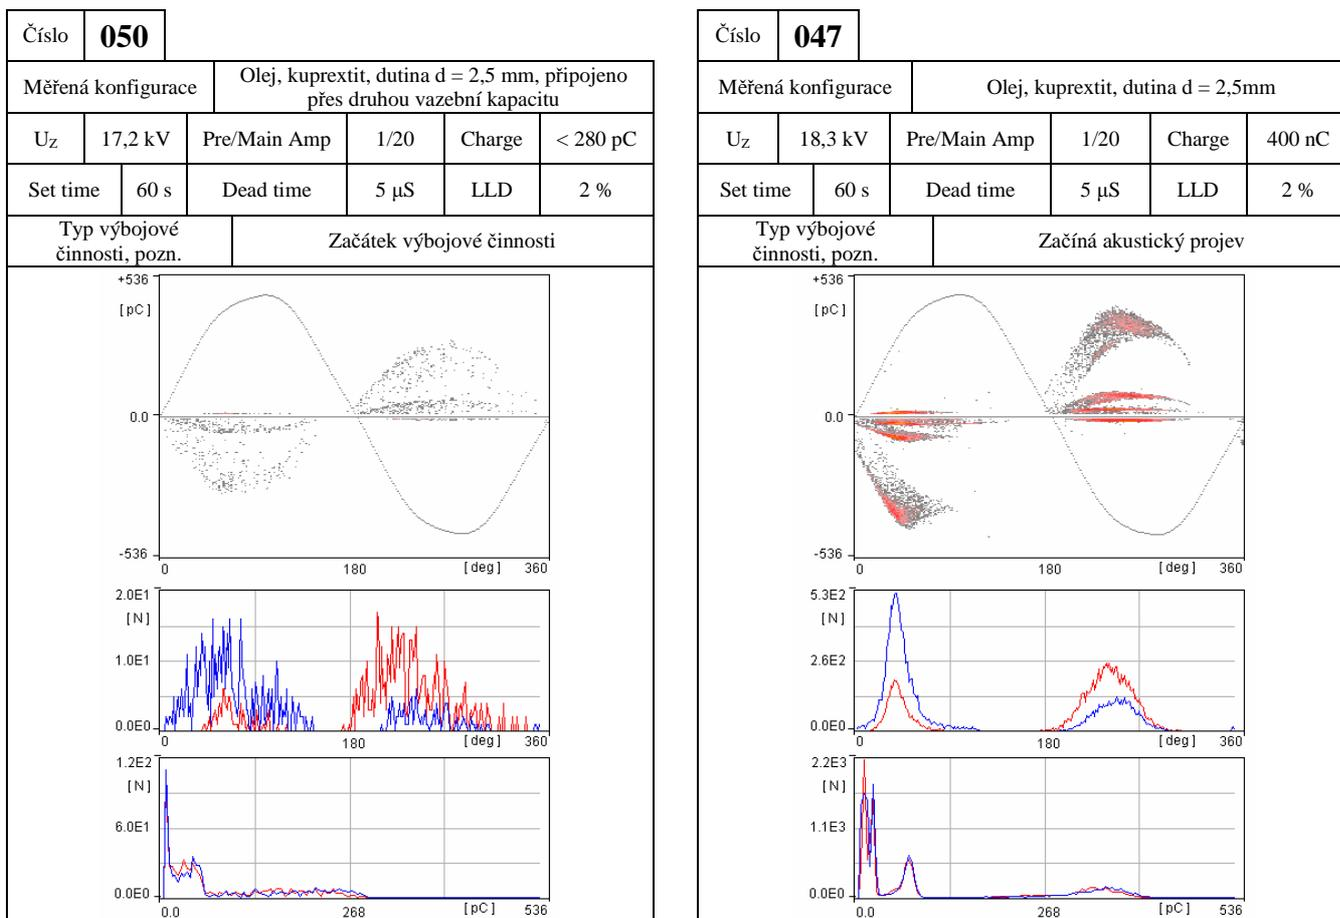 Číslo 050
Měřená konfigurace
Olej, kuprextit, dutina d = 2,5 mm, připojeno
přes druhou vazební kapacitu
UZ 17,2 kV Pre/Main Amp 1/20 Charge < 280 pC
Set time 60 s Dead time 5 μS LLD 2 %
Typ výbojové
činnosti, pozn.
Začátek výbojové činnosti
+536
[pC]
0.0
-536
0 180 [deg] 360
2.0E1
[N]
1.0E1
0.0E0
0 180 [deg] 360
1.2E2
[N]
6.0E1
0.0E0
0.0 268 [pC] 536
Číslo 047
Měřená konfigurace Olej, kuprextit, dutina d = 2,5mm
UZ 18,3 kV Pre/Main Amp 1/20 Charge 400 nC
Set time 60 s Dead time 5 μS LLD 2 %
Typ výbojové
činnosti, pozn.
Začíná akustický projev
+536
[pC]
0.0
-536
0 180 [deg] 360
5.3E2
[N]
2.6E2
0.0E0
0 180 [deg] 360
2.2E3
[N]
1.1E3
0.0E0
0.0 268 [pC] 536